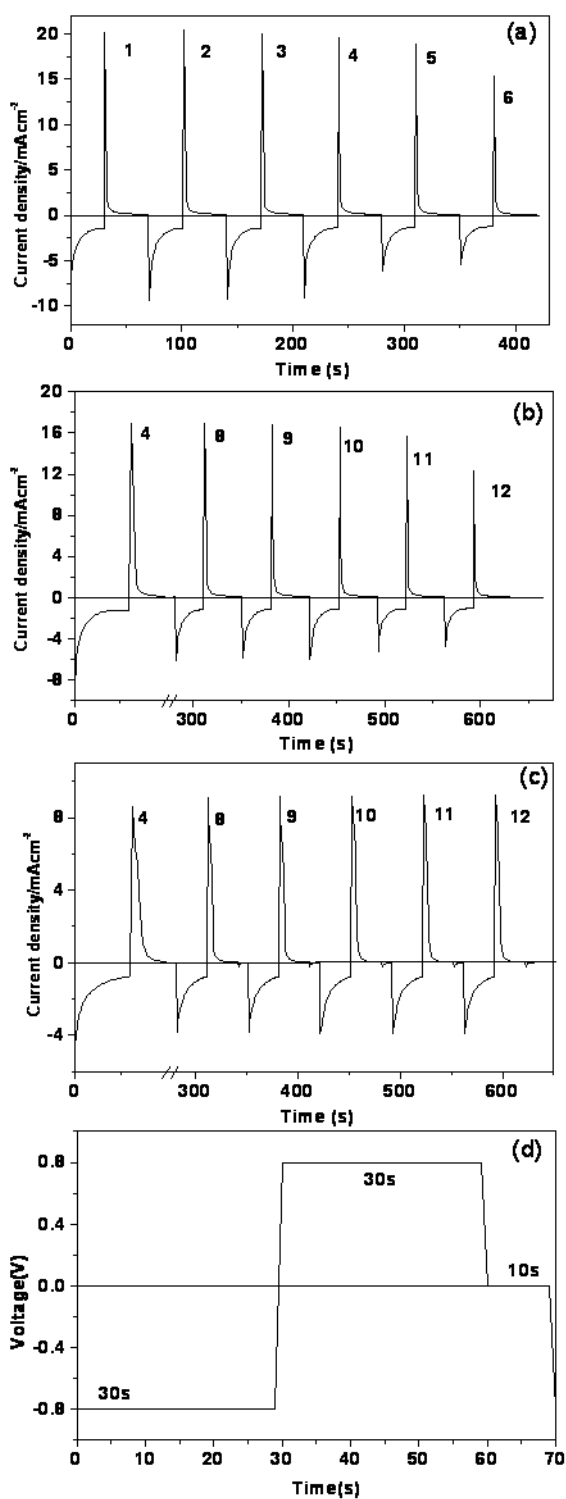 (a)
20
15
10
5
0
-5
-10
Current density/mAcm-2
1 2 3 4 5 6
0 100 200 300 400
Time (s)
(b)
20
16
12
8
4
0
-4
-8
Current density/mAcm-2
4 8 9 10 11 12
0 300 400 500 600
Time (s)
(c)
8
4
0
-4
Current density/mAcm-2
4 8 9 10 11 12
0 300 400 500 600
Time (s)
(d)
0.8
0.4
0.0
-0.4
-0.8
Voltage(V)
30s
10s
30s
0 10 20 30 40 50 60 70
Time(s)